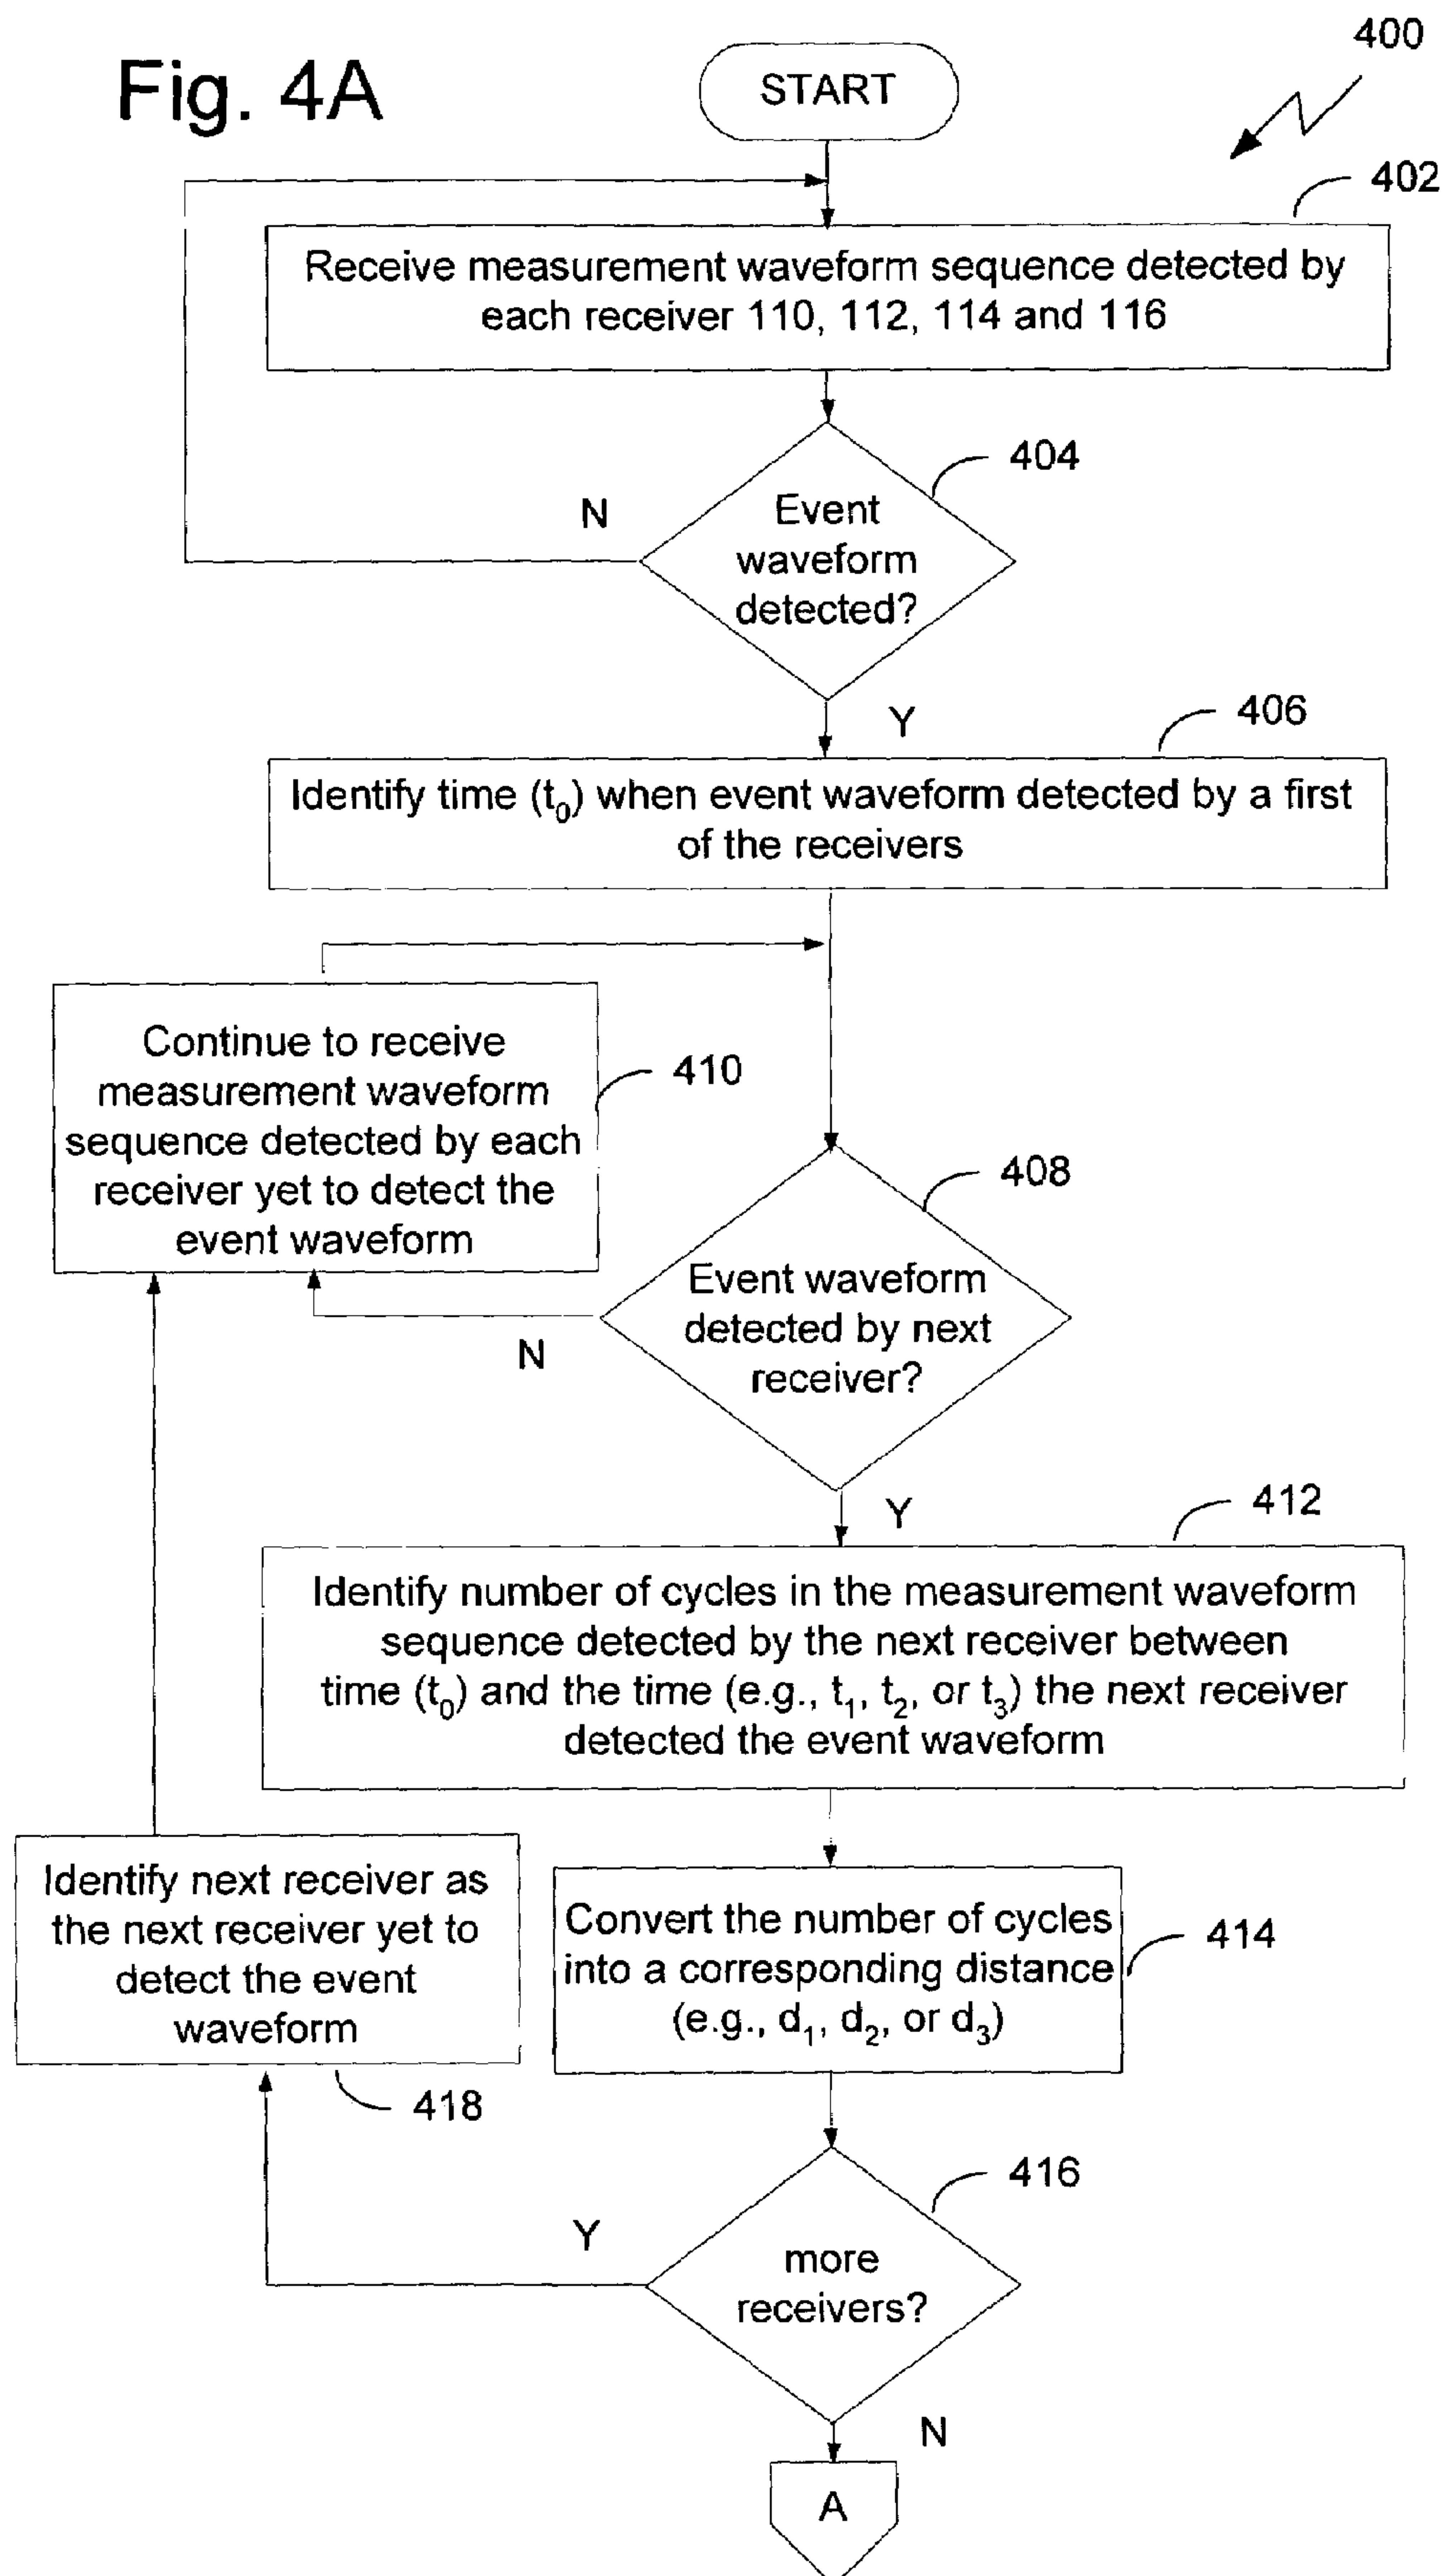 Fig. 4A
400
START
402
Receive measurement waveform sequence detected by
each receiver 110, 112, 114 and 116
404
N
Event
waveform
detected?
Y
406
Identify time (t₀) when event waveform detected by a first
of the receivers
Continue to receive
measurement waveform
sequence detected by each
receiver yet to detect the
event waveform
410
408
Event waveform
detected by next
receiver?
N
Y
412
Identify number of cycles in the measurement waveform
sequence detected by the next receiver between
time (t₀) and the time (e.g., t₁, t₂, or t₃) the next receiver
detected the event waveform
Identify next receiver as
the next receiver yet to
detect the event
waveform
418
Convert the number of cycles
into a corresponding distance
(e.g., d₁, d₂, or d₃)
414
416
Y
more
receivers?
N
A